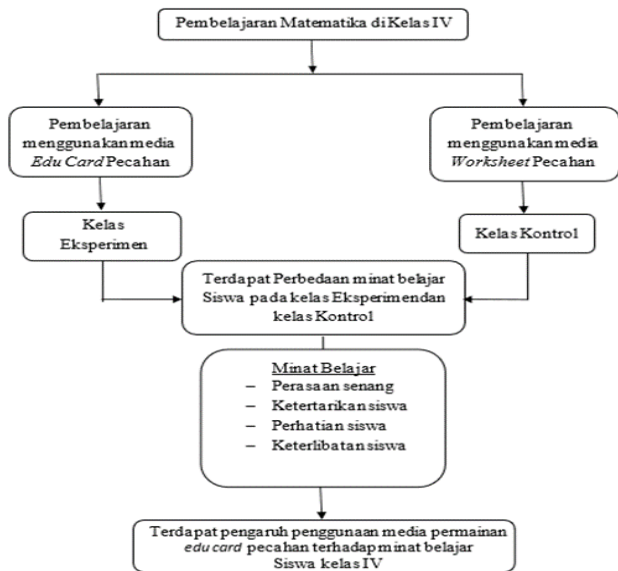 Pembelajaran Matematika di Kelas IV
Pembelajaran
menggunakan media
Edu Card Pecahan
Pembelajaran
menggunakan media
Worksheet Pecahan
Kelas
Eksperimen
Kelas Kontrol
Terdapat Perbedaan minat belajar
Siswa pada kelas Eksperimendan
kelas Kontrol
Minat Belajar
– Perasaan senang
– Ketertarikan siswa
– Perhatian siswa
– Keterlibatan siswa
Terdapat pengaruh penggunaan media permainan
edu card pecahan terhadap minat belajar
Siswa kelas IV